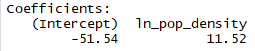 Coefficients:
(Intercept) ln_pop_density
-51.54 11.52